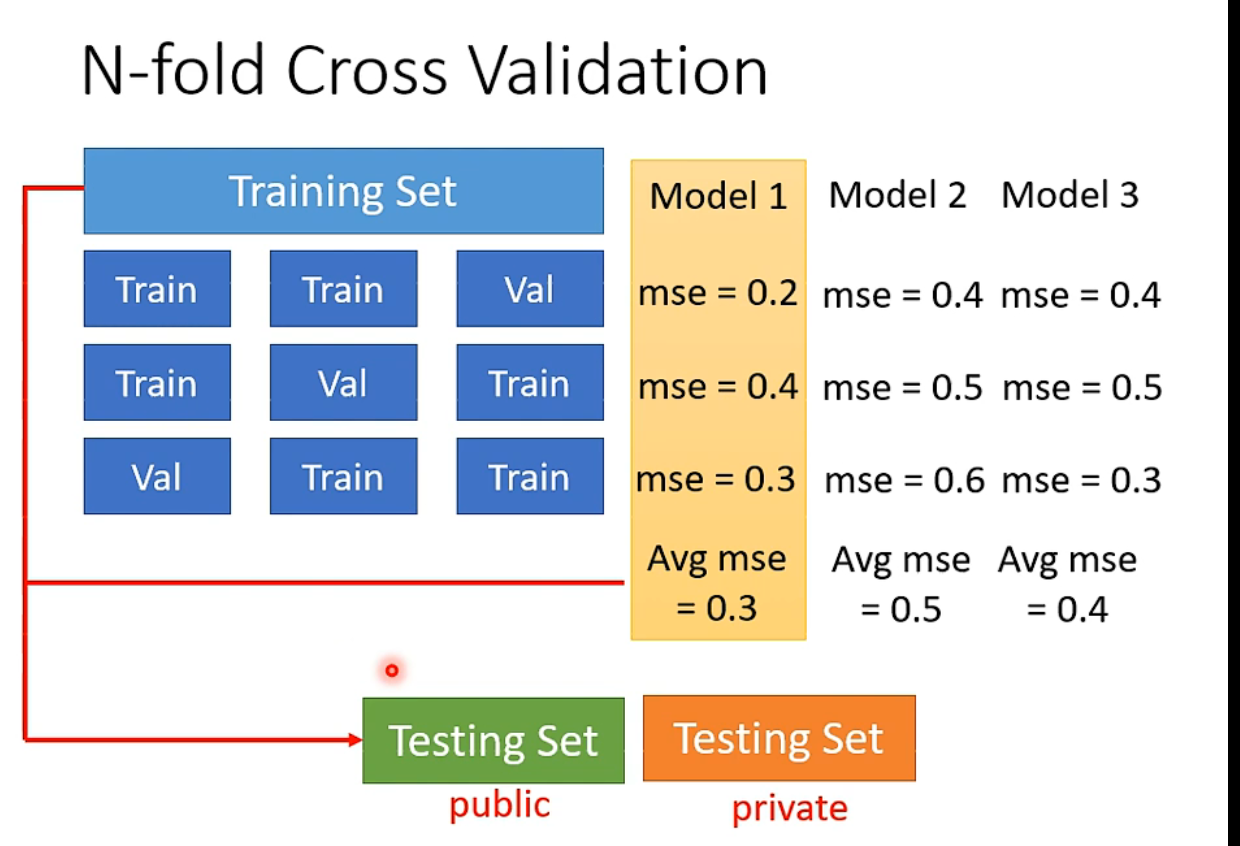 N-fold Cross Validation
Training Set
Model 1 Model 2 Model 3
Train Train Val
mse = 0.2 mse = 0.4 mse = 0.4
Train Val Train
mse = 0.4 mse = 0.5 mse = 0.5
Val Train Train
mse = 0.3 mse = 0.6 mse = 0.3
Avg mse Avg mse Avg mse
= 0.3 = 0.5 = 0.4
Testing Set Testing Set
public private